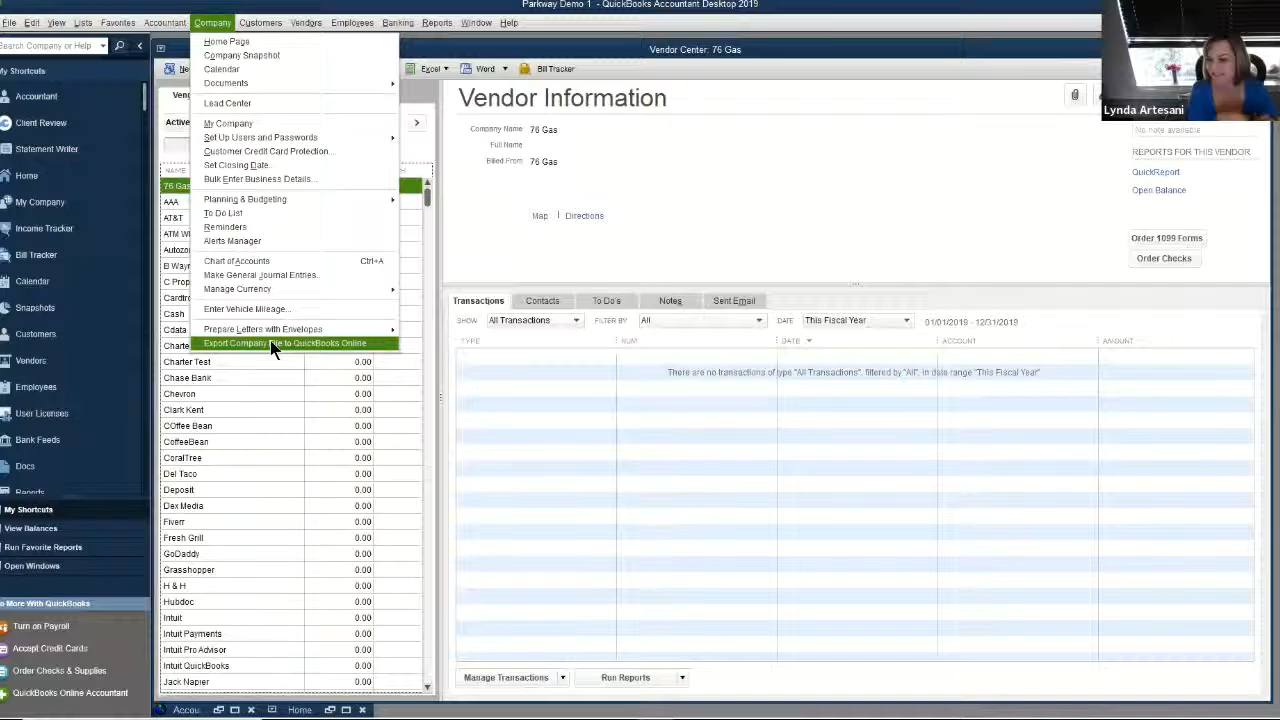 Parkway Demo 1 - QuickBooks Accountant Desktop 2019
File Edit View Lists Favorites Accountant Company Customers Vendors Employees Banking Reports Window Help
Search Company or Help
My Shortcuts
Accountant
Client Review
Statement Writer
Home
My Company
Income Tracker
Bill Tracker
Calendar
Snapshots
Customers
Vendors
Employees
User Licenses
Bank Feeds
Docs
Reports
My Shortcuts
View Balances
Run Favorite Reports
Open Windows
Do More With QuickBooks
Turn on Payroll
Accept Credit Cards
Order Checks & Supplies
QuickBooks Online Accountant
Home Page
Company Snapshot
Calendar
Documents
Lead Center
My Company
Set Up Users and Passwords
Customer Credit Card Protection...
Set Closing Date...
Bulk Enter Business Details...
Planning & Budgeting
To Do List
Reminders
Alerts Manager
Chart of Accounts Ctrl+A
Make General Journal Entries...
Manage Currency
Enter Vehicle Mileage...
Prepare Letters with Envelopes
Export Company File to QuickBooks Online
Vendor Center: 76 Gas
Excel Word Bill Tracker
Active
NAME
76 Gas
AAA
AT&T
ATM Wi
Autozo
B Wayn
C Prop
Cardtro
Cash
Cdata
Charte
Charter Test 0.00
Chase Bank 0.00
Chevron 0.00
Clark Kent 0.00
COffee Bean 0.00
CoffeeBean 0.00
CoralTree 0.00
Del Taco 0.00
Deposit 0.00
Dex Media 0.00
Fiverr 0.00
Fresh Grill 0.00
GoDaddy 0.00
Grasshopper 0.00
H & H 0.00
Hubdoc 0.00
Intuit 0.00
Intuit Payments 0.00
Intuit Pro Advisor 0.00
Intuit QuickBooks 0.00
Jack Napier 0.00
Vendor Information
Company Name 76 Gas
Full Name
Billed From 76 Gas
Map | Directions
Lynda Artesani
No note available
REPORTS FOR THIS VENDOR
QuickReport
Open Balance
Order 1099 Forms
Order Checks
Transactions Contacts To Do's Notes Sent Email
SHOW All Transactions FILTER BY All DATE This Fiscal Year 01/01/2019 - 12/31/2019
TYPE NUM DATE ACCOUNT AMOUNT
There are no transactions of type "All Transactions", filtered by "All", in date range "This Fiscal Year"
Manage Transactions Run Reports
Accou... Home